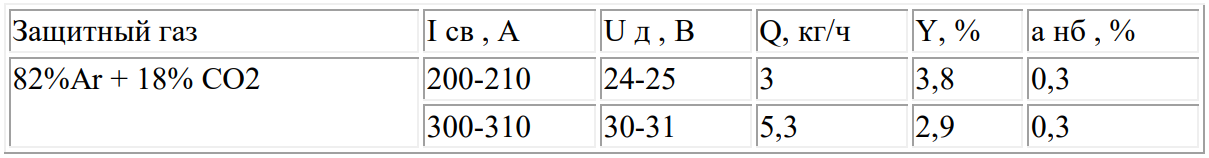 Защитный газ I св , А U д , В Q, кг/ч Y, % a нб , %
82%Ar + 18% CO2 200-210 24-25 3 3,8 0,3
300-310 30-31 5,3 2,9 0,3